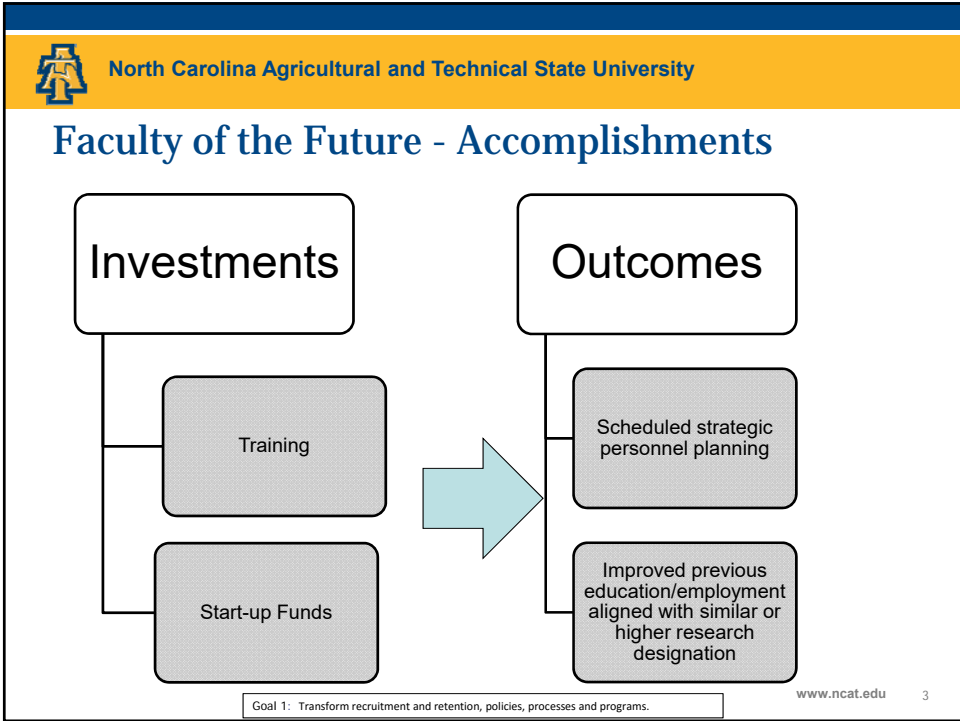 North Carolina Agricultural and Technical State University
Faculty of the Future - Accomplishments
Investments
Training
Start-up Funds
Outcomes
Scheduled strategic
personnel planning
Improved previous
education/employment
aligned with similar or
higher research
designation
Goal 1: Transform recruitment and retention, policies, processes and programs.
www.ncat.edu 3